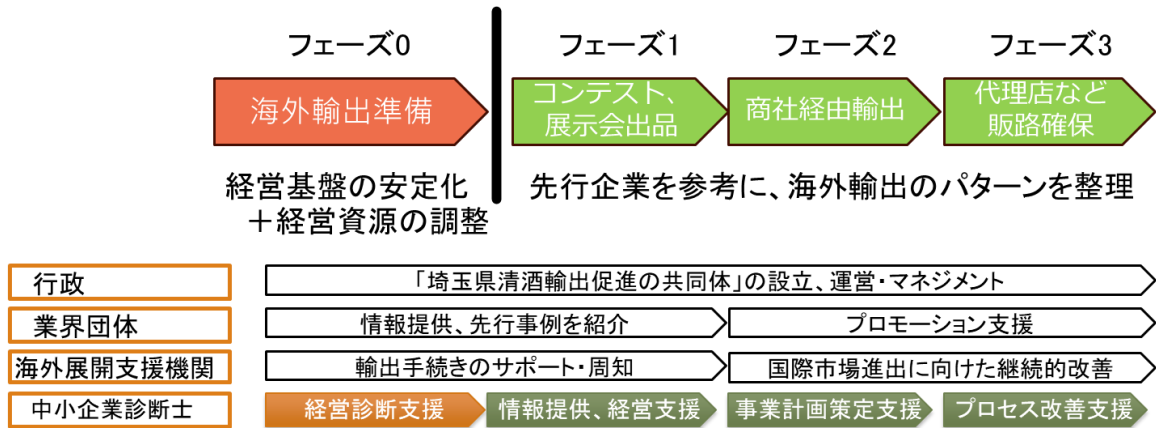 フェーズ0
フェーズ1
フェーズ2
フェーズ3
海外輸出準備
コンテスト、
展示会出品
商社経由輸出
代理店など
販路確保
経営基盤の安定化
＋経営資源の調整
先行企業を参考に、海外輸出のパターンを整理
行政
「埼玉県清酒輸出促進の共同体」の設立、運営・マネジメント
業界団体
情報提供、先行事例を紹介
プロモーション支援
海外展開支援機関
輸出手続きのサポート・周知
国際市場進出に向けた継続的改善
中小企業診断士
経営診断支援
情報提供、経営支援
事業計画策定支援
プロセス改善支援